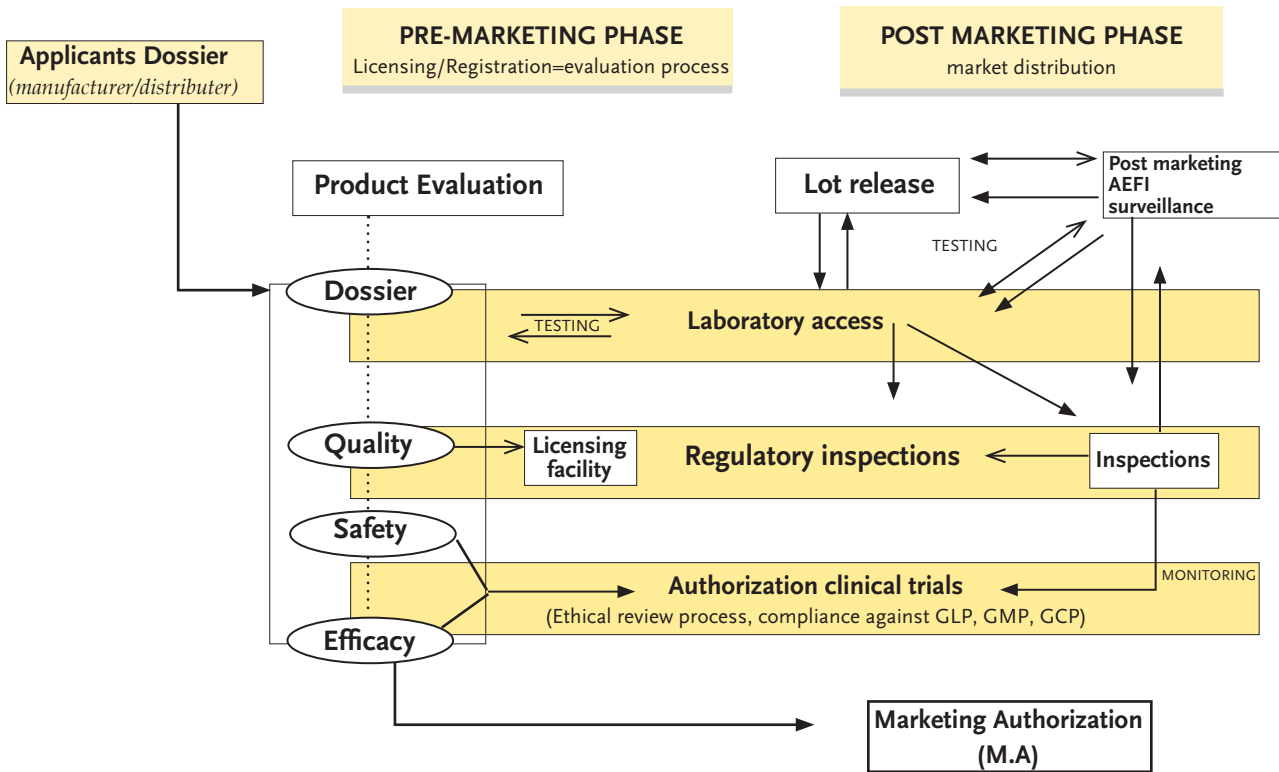 Applicants Dossier
(manufacturer/distributer)
PRE-MARKETING PHASE
Licensing/Registration=evaluation process
POST MARKETING PHASE
market distribution
Product Evaluation
Lot release
Post marketing
AEFI
surveillance
TESTING
Dossier
TESTING
Laboratory access
Quality
Licensing
facility
Regulatory inspections
Inspections
Safety
Authorization clinical trials
MONITORING
(Ethical review process, compliance against GLP, GMP, GCP)
Efficacy
Marketing Authorization
(M.A)